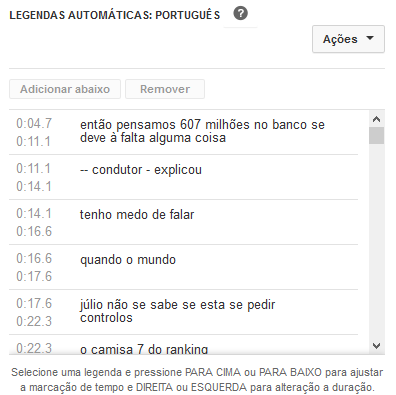 LEGENDAS AUTOMÁTICAS: PORTUGUÊS ?
Ações
Adicionar abaixo Remover
0:04.7 então pensamos 607 milhões no banco se
0:11.1 deve à falta alguma coisa
0:11.1 -- condutor - explicou
0:14.1
0:14.1 tenho medo de falar
0:16.6
0:16.6 quando o mundo
0:17.6
0:17.6 júlio não se sabe se esta se pedir
0:22.3 controlos
0:22.3 o camisa 7 do ranking
Selecione uma legenda e pressione PARA CIMA ou PARA BAIXO para ajustar
a marcação de tempo e DIREITA ou ESQUERDA para alteração a duração.